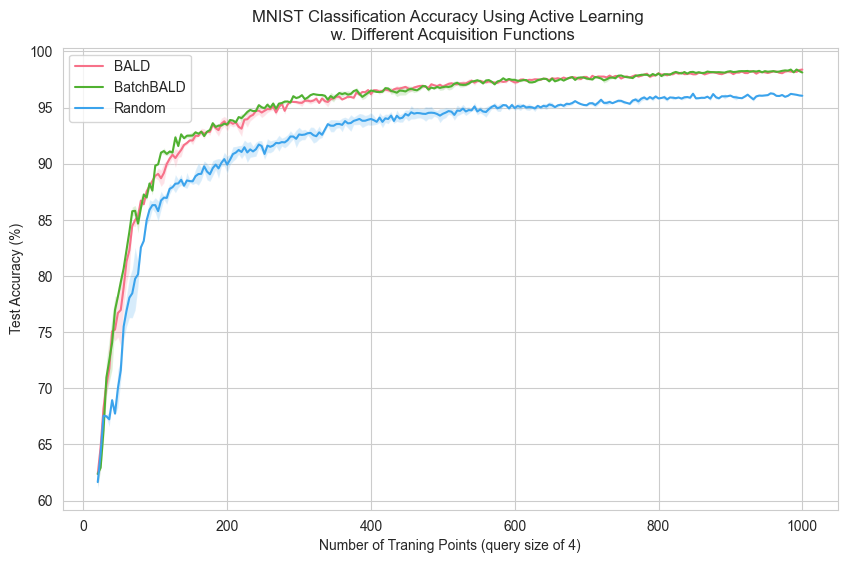 MNIST Classification Accuracy Using Active Learning
w. Different Acquisition Functions
BALD
BatchBALD
Random
Test Accuracy (%)
100
95
90
85
80
75
70
65
60
0 200 400 600 800 1000
Number of Traning Points (query size of 4)